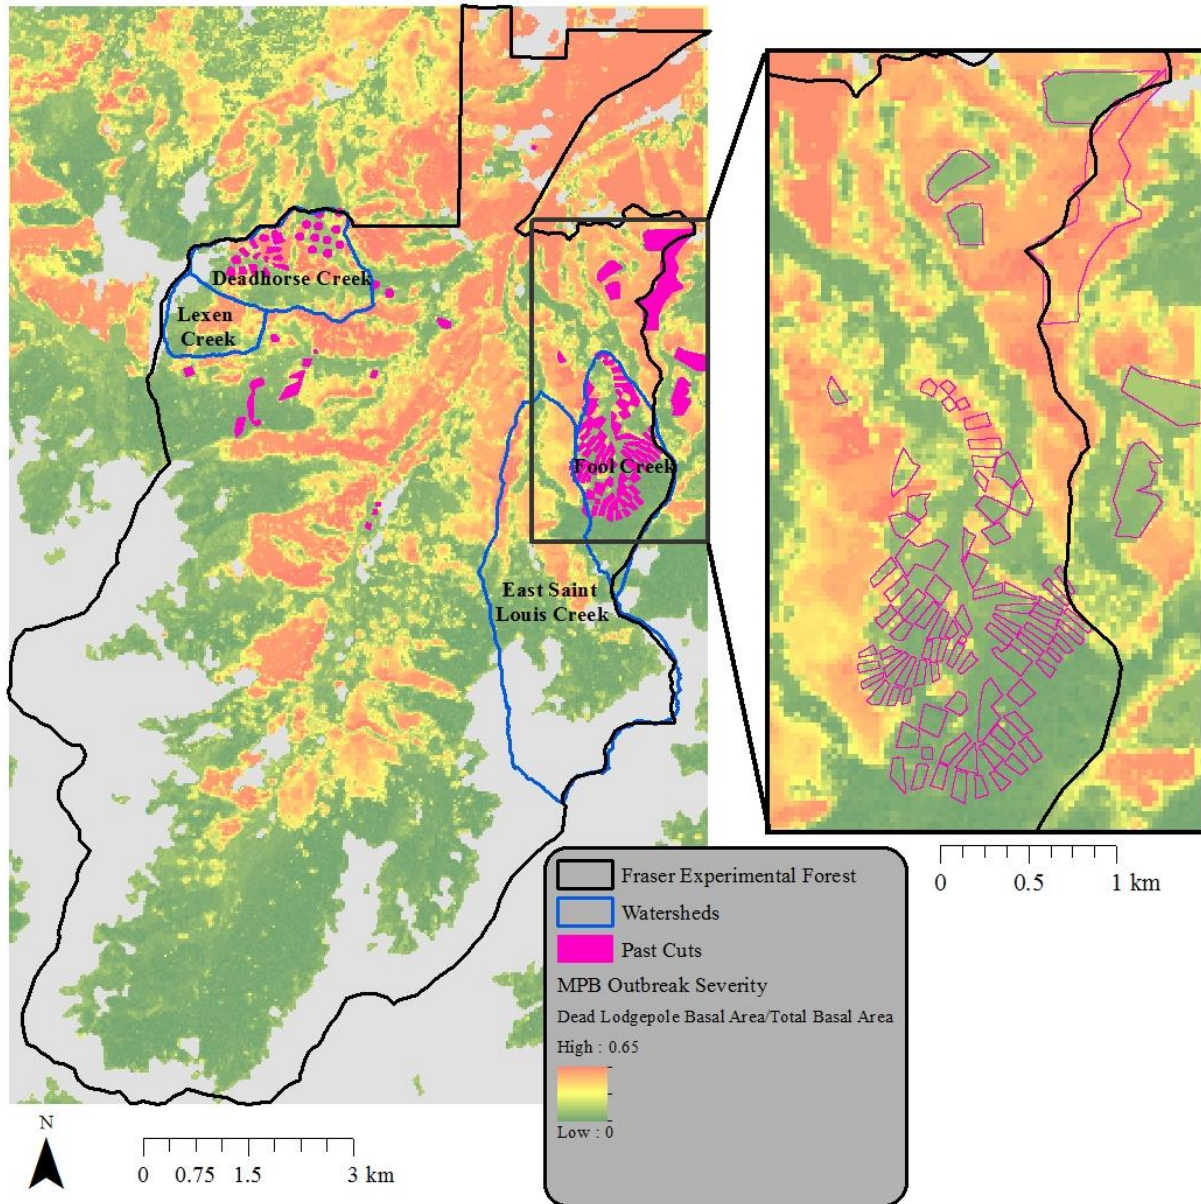 Deadhorse Creek
Lexen
Creek
Fool Creek
East Saint
Louis Creek
0 0.5 1 km
Fraser Experimental Forest
Watersheds
Past Cuts
MPB Outbreak Severity
Dead Lodgepole Basal Area/Total Basal Area
High : 0.65
Low : 0
N
0 0.75 1.5 3 km